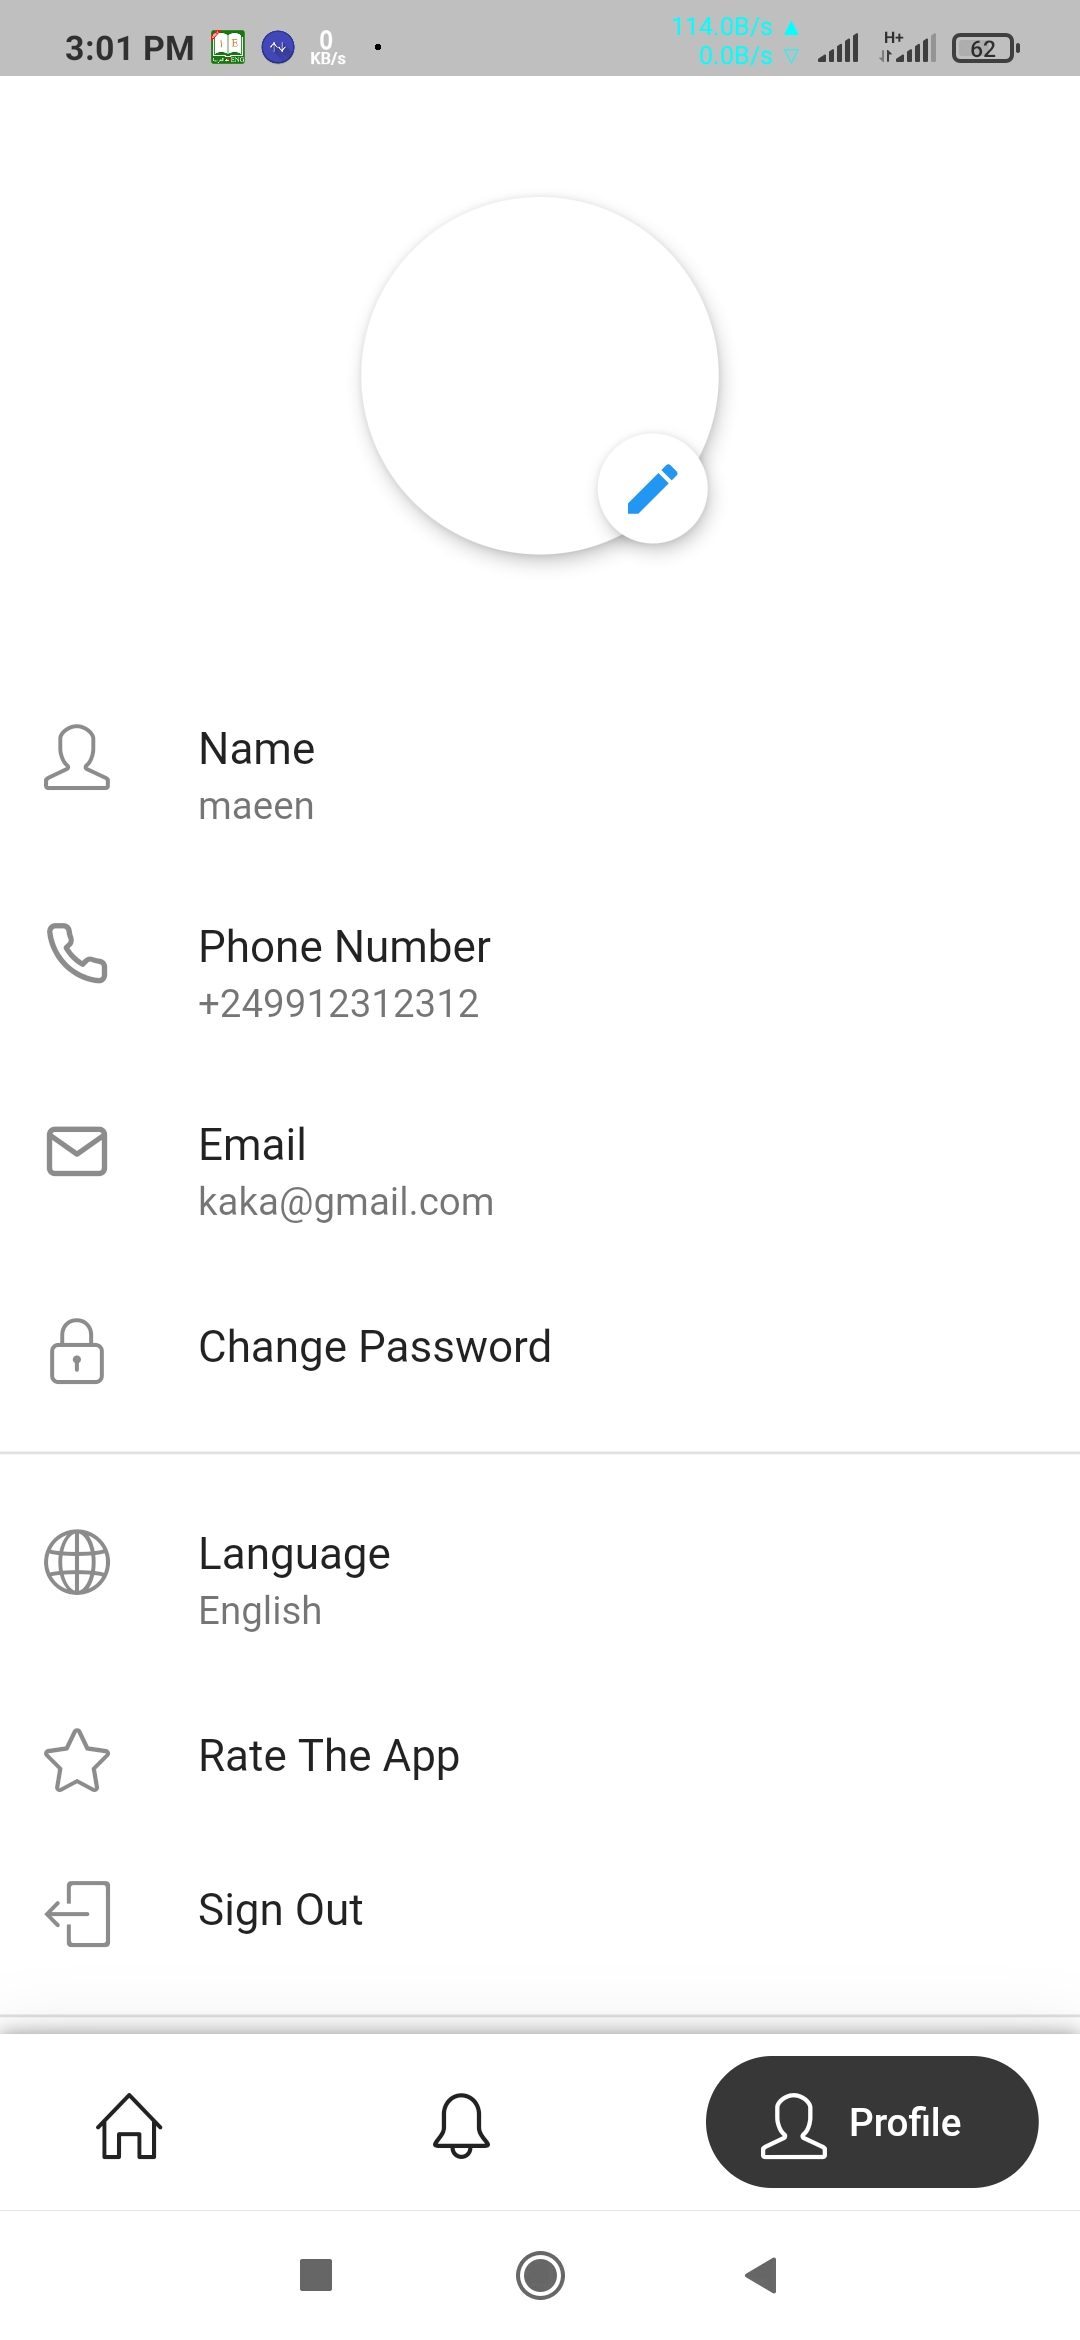 3:01 PM
0
KB/s
114.0B/s ▲
0.0B/s ▽
H+
62
Name
maeen
Phone Number
+249912312312
Email
kaka@gmail.com
Change Password
Language
English
Rate The App
Sign Out
Profile